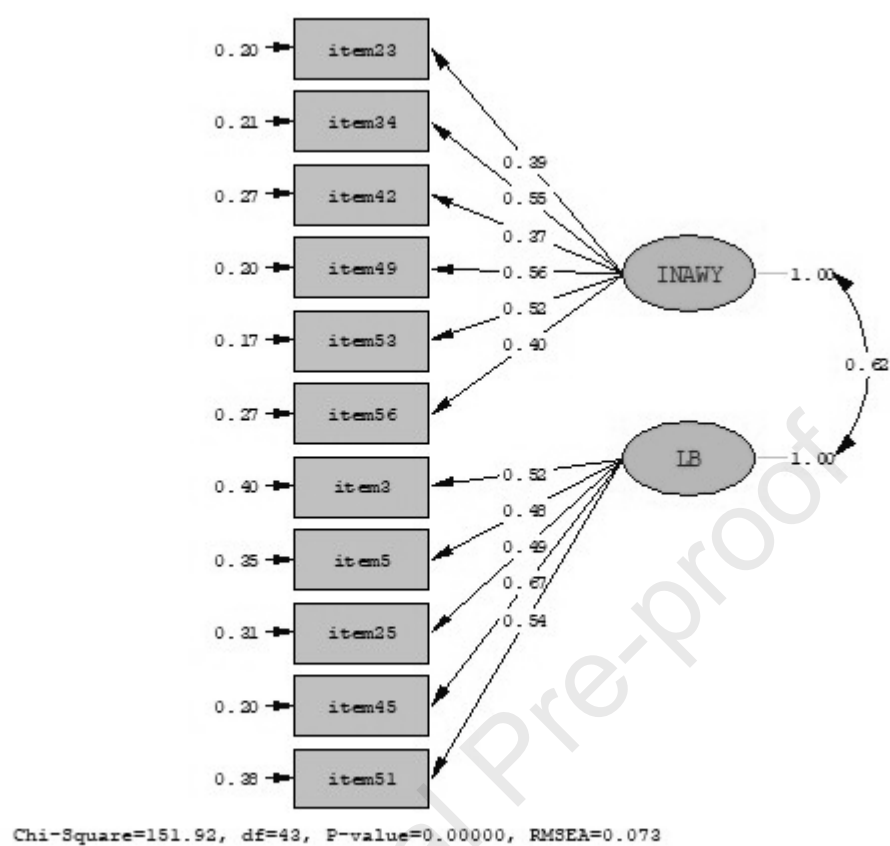 0.20 item23
0.21 item34
0.39
0.27 item42
0.55
0.37
0.20 item49
0.56
INAWY 1.00
0.52
0.17 item53
0.40
0.62
0.27 item56
LB 1.00
0.52
0.40 item3
0.48
0.35 item5
0.49
0.67
0.31 item25
0.54
0.20 item45
0.38 item51
al Pre-proof
Chi-Square=151.92, df=43, P-value=0.00000, RMSEA=0.073